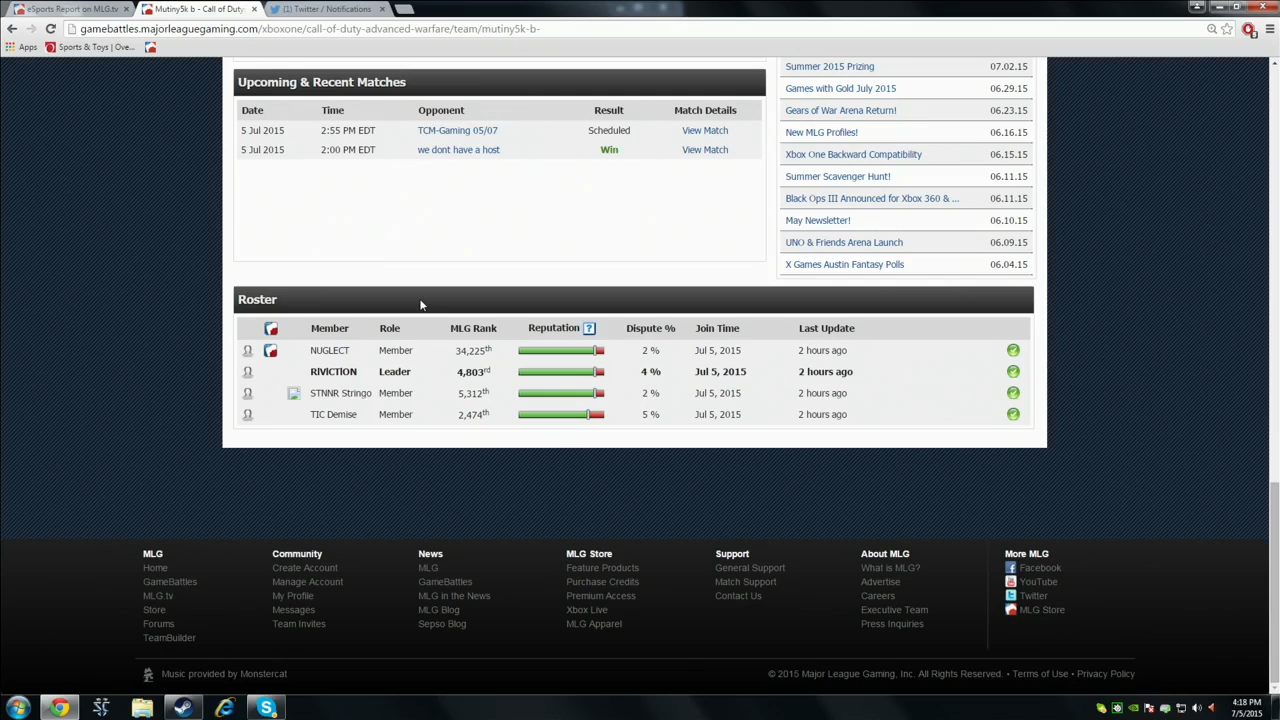 eSports Report on MLG.tv
Mutiny5k b - Call of Duty:
(1) Twitter / Notifications
gamebattles.majorleaguegaming.com/xboxone/call-of-duty-advanced-warfare/team/mutiny5k-b-
Apps Sports & Toys | Ove...
Upcoming & Recent Matches
Date Time Opponent Result Match Details
5 Jul 2015 2:55 PM EDT TCM-Gaming 05/07 Scheduled View Match
5 Jul 2015 2:00 PM EDT we dont have a host Win View Match
Summer 2015 Prizing 07.02.15
Games with Gold July 2015 06.29.15
Gears of War Arena Return! 06.23.15
New MLG Profiles! 06.16.15
Xbox One Backward Compatibility 06.15.15
Summer Scavenger Hunt! 06.11.15
Black Ops III Announced for Xbox 360 & ... 06.11.15
May Newsletter! 06.10.15
UNO & Friends Arena Launch 06.09.15
X Games Austin Fantasy Polls 06.04.15
Roster
Member Role MLG Rank Reputation ? Dispute % Join Time Last Update
NUGLECT Member 34,225th 2 % Jul 5, 2015 2 hours ago
RIVICTION Leader 4,803rd 4 % Jul 5, 2015 2 hours ago
STNNR Stringo Member 5,312th 2 % Jul 5, 2015 2 hours ago
TIC Demise Member 2,474th 5 % Jul 5, 2015 2 hours ago
MLG Community News MLG Store Support About MLG More MLG
Home Create Account MLG Feature Products General Support What is MLG? Facebook
GameBattles Manage Account GameBattles Purchase Credits Match Support Advertise YouTube
MLG.tv My Profile MLG in the News Premium Access Contact Us Careers Twitter
Store Messages MLG Blog Xbox Live Executive Team MLG Store
Forums Team Invites Sepso Blog MLG Apparel Press Inquiries
TeamBuilder
Music provided by Monstercat
© 2015 Major League Gaming, Inc. All Rights Reserved. • Terms of Use • Privacy Policy
4:18 PM
7/5/2015